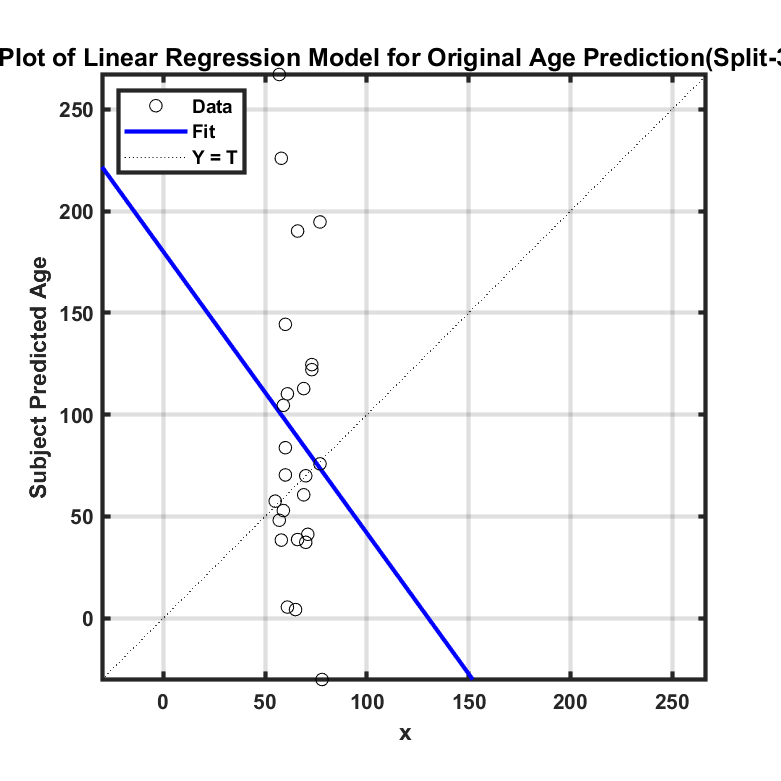 Plot of Linear Regression Model for Original Age Prediction(Split-3
Data
Fit
Y = T
250
200
150
100
50
0
Subject Predicted Age
0 50 100 150 200 250
x